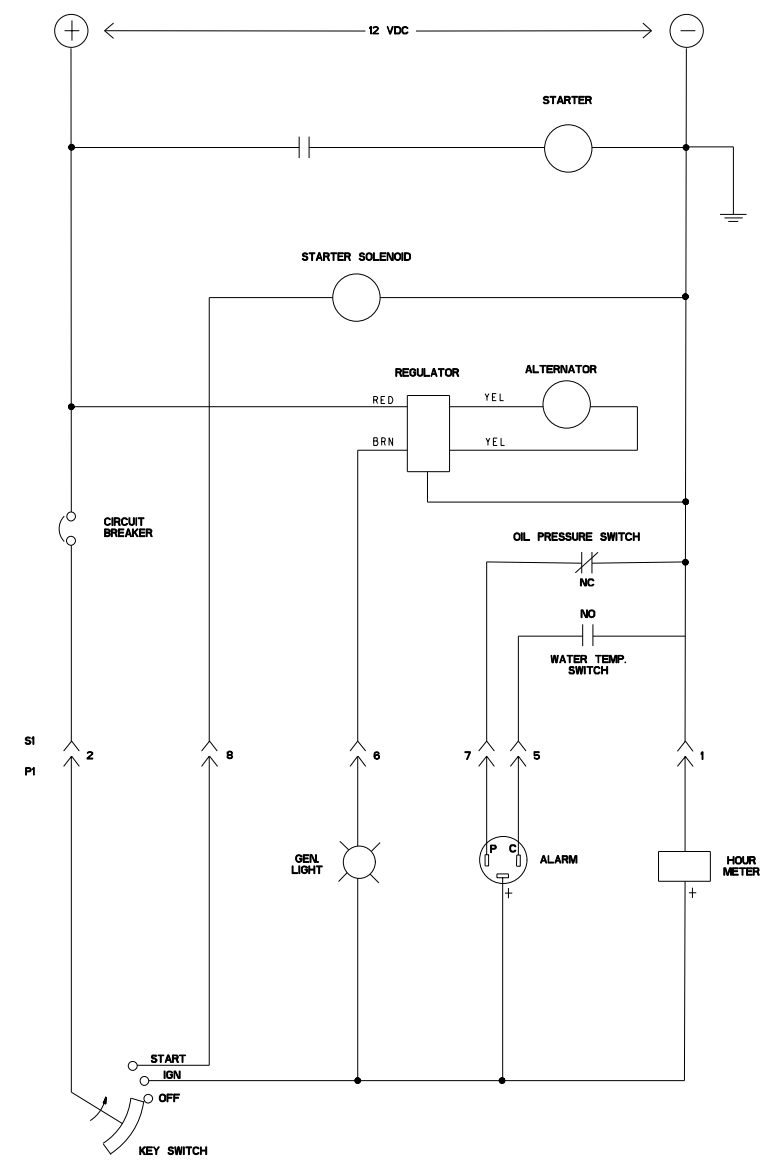 +
12 VDC
−
STARTER
STARTER SOLENOID
REGULATOR
ALTERNATOR
RED
YEL
BRN
YEL
CIRCUIT
BREAKER
OIL PRESSURE SWITCH
NC
NO
WATER TEMP.
SWITCH
S1
2
8
6
7
5
1
P1
P C
GEN.
LIGHT
ALARM
HOUR
METER
+
+
START
IGN
OFF
KEY SWITCH